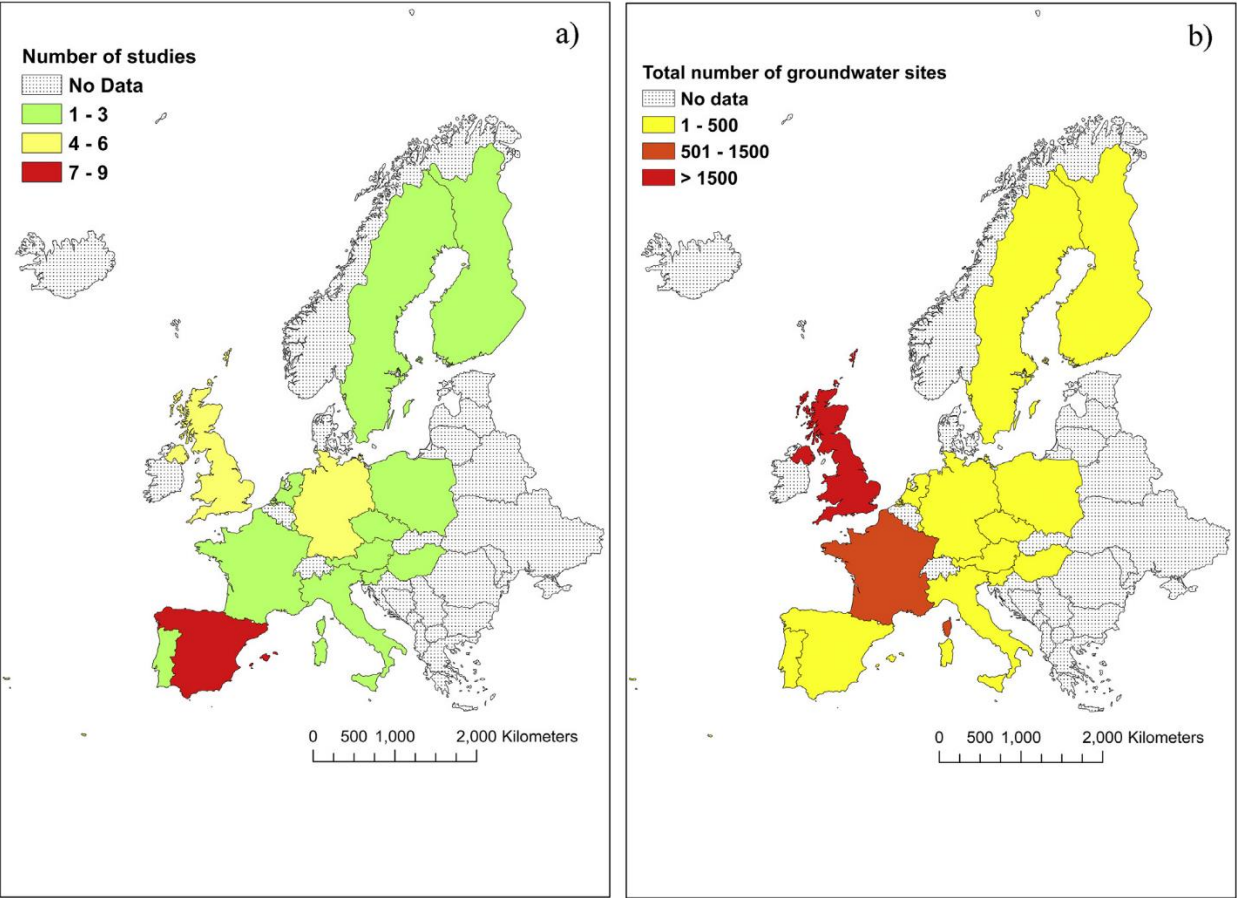 a)
Number of studies
No Data
1 - 3
4 - 6
7 - 9
0 500 1,000 2,000 Kilometers
b)
Total number of groundwater sites
No data
1 - 500
501 - 1500
> 1500
0 500 1,000 2,000 Kilometers